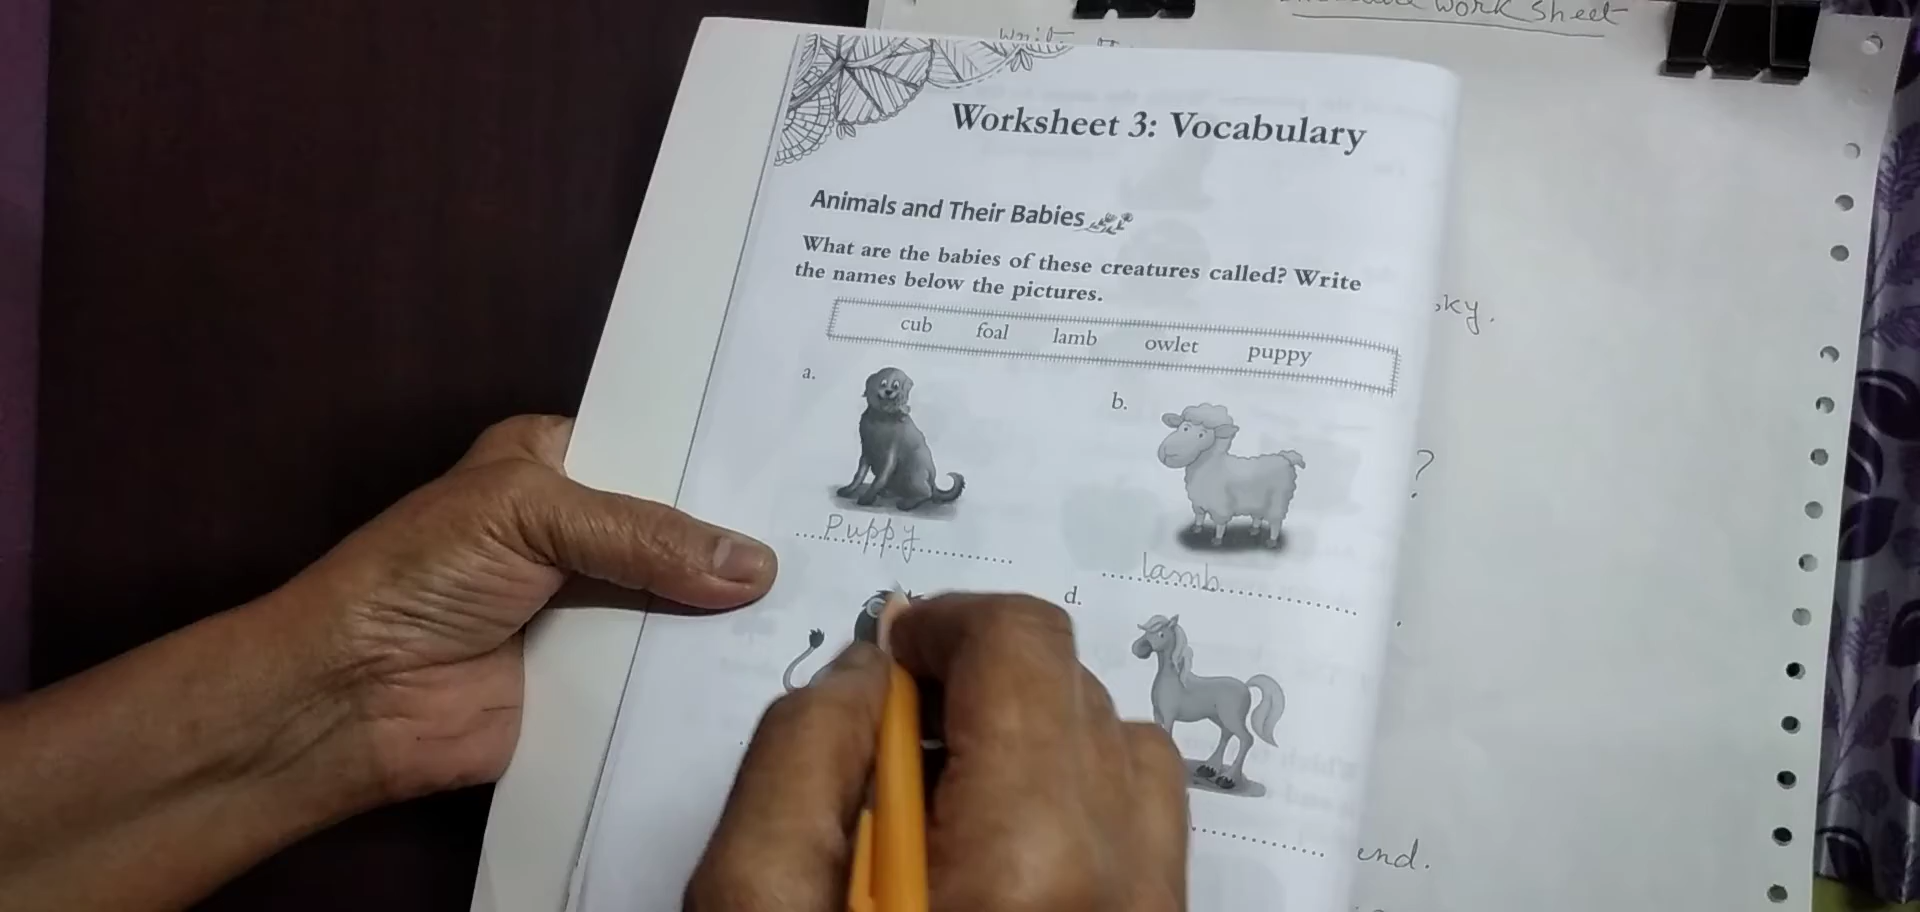 Work Sheet
Writ
Worksheet 3: Vocabulary
Animals and Their Babies
What are the babies of these creatures called? Write
the names below the pictures.
cub foal lamb owlet puppy
a.
b.
Puppy
lamb
d.
sky.
?
end.